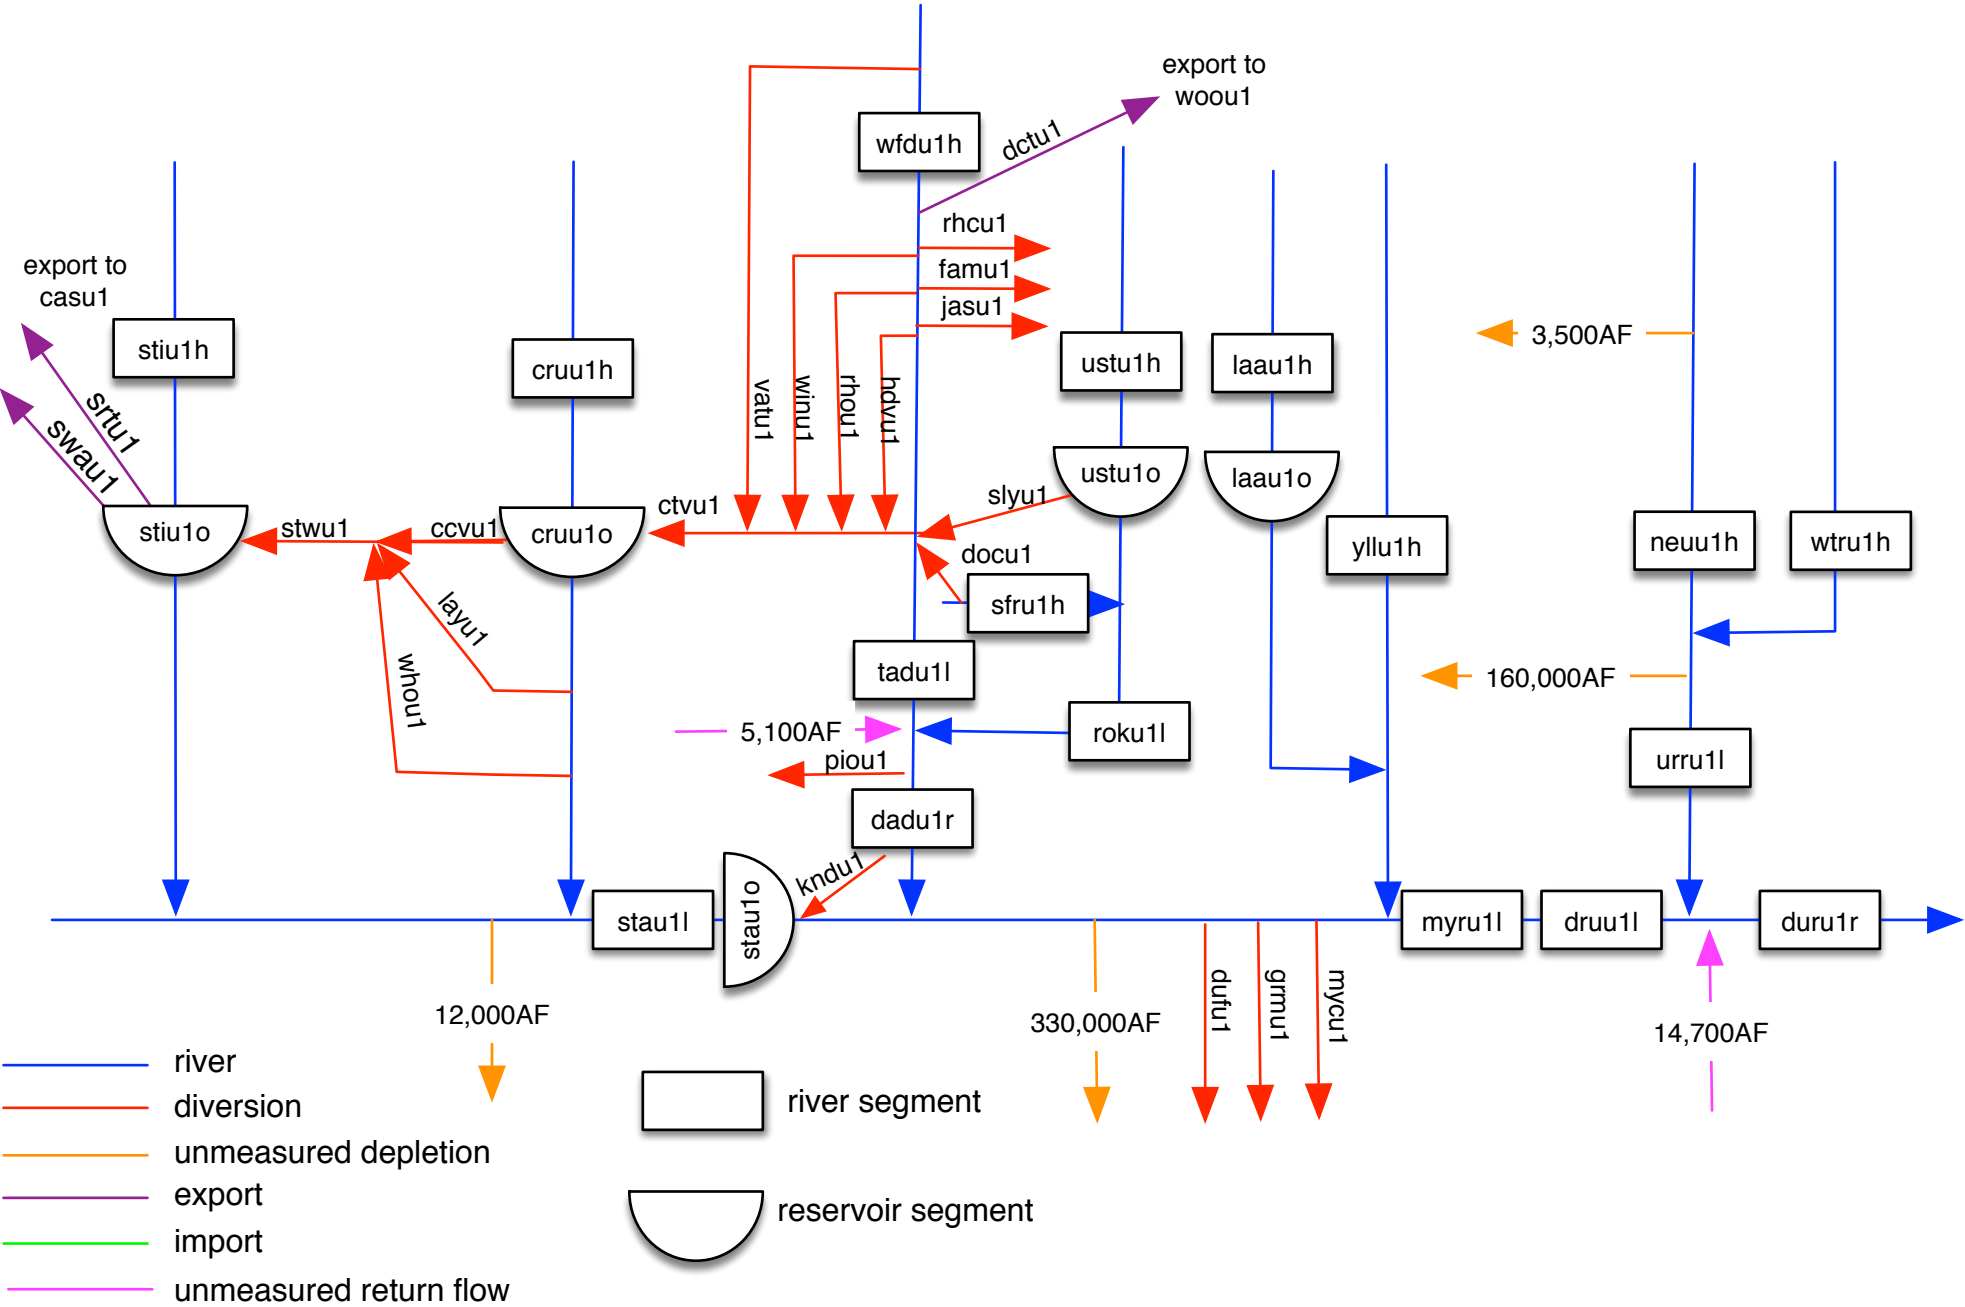 export to
woou1
wfdu1h
dctu1
rhcu1
famu1
jasu1
export to
casu1
stiu1h
cruu1h
ustu1h
laau1h
3,500AF
srtu1
swau1
vatu1
winu1
rhou1
hdvu1
slyu1
ustu1o
laau1o
ctvu1
stiu1o
stwu1
ccvu1
cruu1o
docu1
yllu1h
neuu1h
wtru1h
sfru1h
layu1
whou1
tadu1l
160,000AF
5,100AF
roku1l
piou1
urru1l
dadu1r
kndu1
stau1l
stau1o
myru1l
druu1l
duru1r
dufu1
grmu1
mycu1
12,000AF
330,000AF
14,700AF
river
diversion
unmeasured depletion
export
import
unmeasured return flow
river segment
reservoir segment